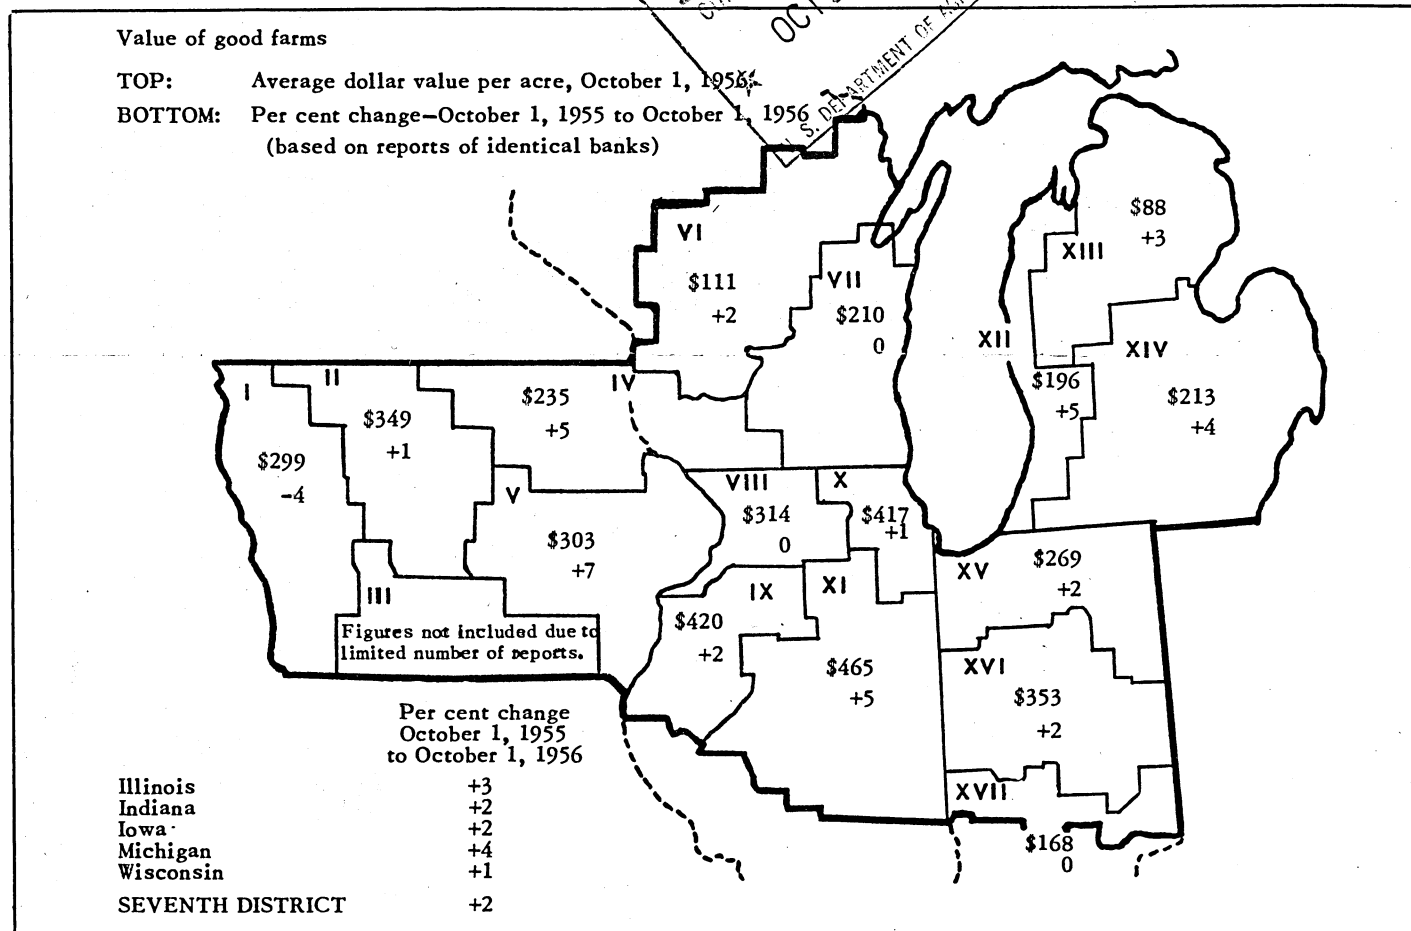 Value of good farms
TOP: Average dollar value per acre, October 1, 1956
BOTTOM: Per cent change—October 1, 1955 to October 1, 1956
(based on reports of identical banks)
OCT
U. S. DEPARTMENT OF
VI
$111
+2
VII
$210
0
$88
+3
XIII
XII
$196
+5
XIV
$213
+4
I
$299
-4
II
$349
+1
IV
$235
+5
V
$303
+7
III
Figures not included due to
limited number of reports.
VIII
$314
0
X
$417
+1
IX
$420
+2
XI
$465
+5
XV
$269
+2
XVI
$353
+2
XVII
$168
0
Per cent change
October 1, 1955
to October 1, 1956
Illinois +3
Indiana +2
Iowa +2
Michigan +4
Wisconsin +1
SEVENTH DISTRICT +2